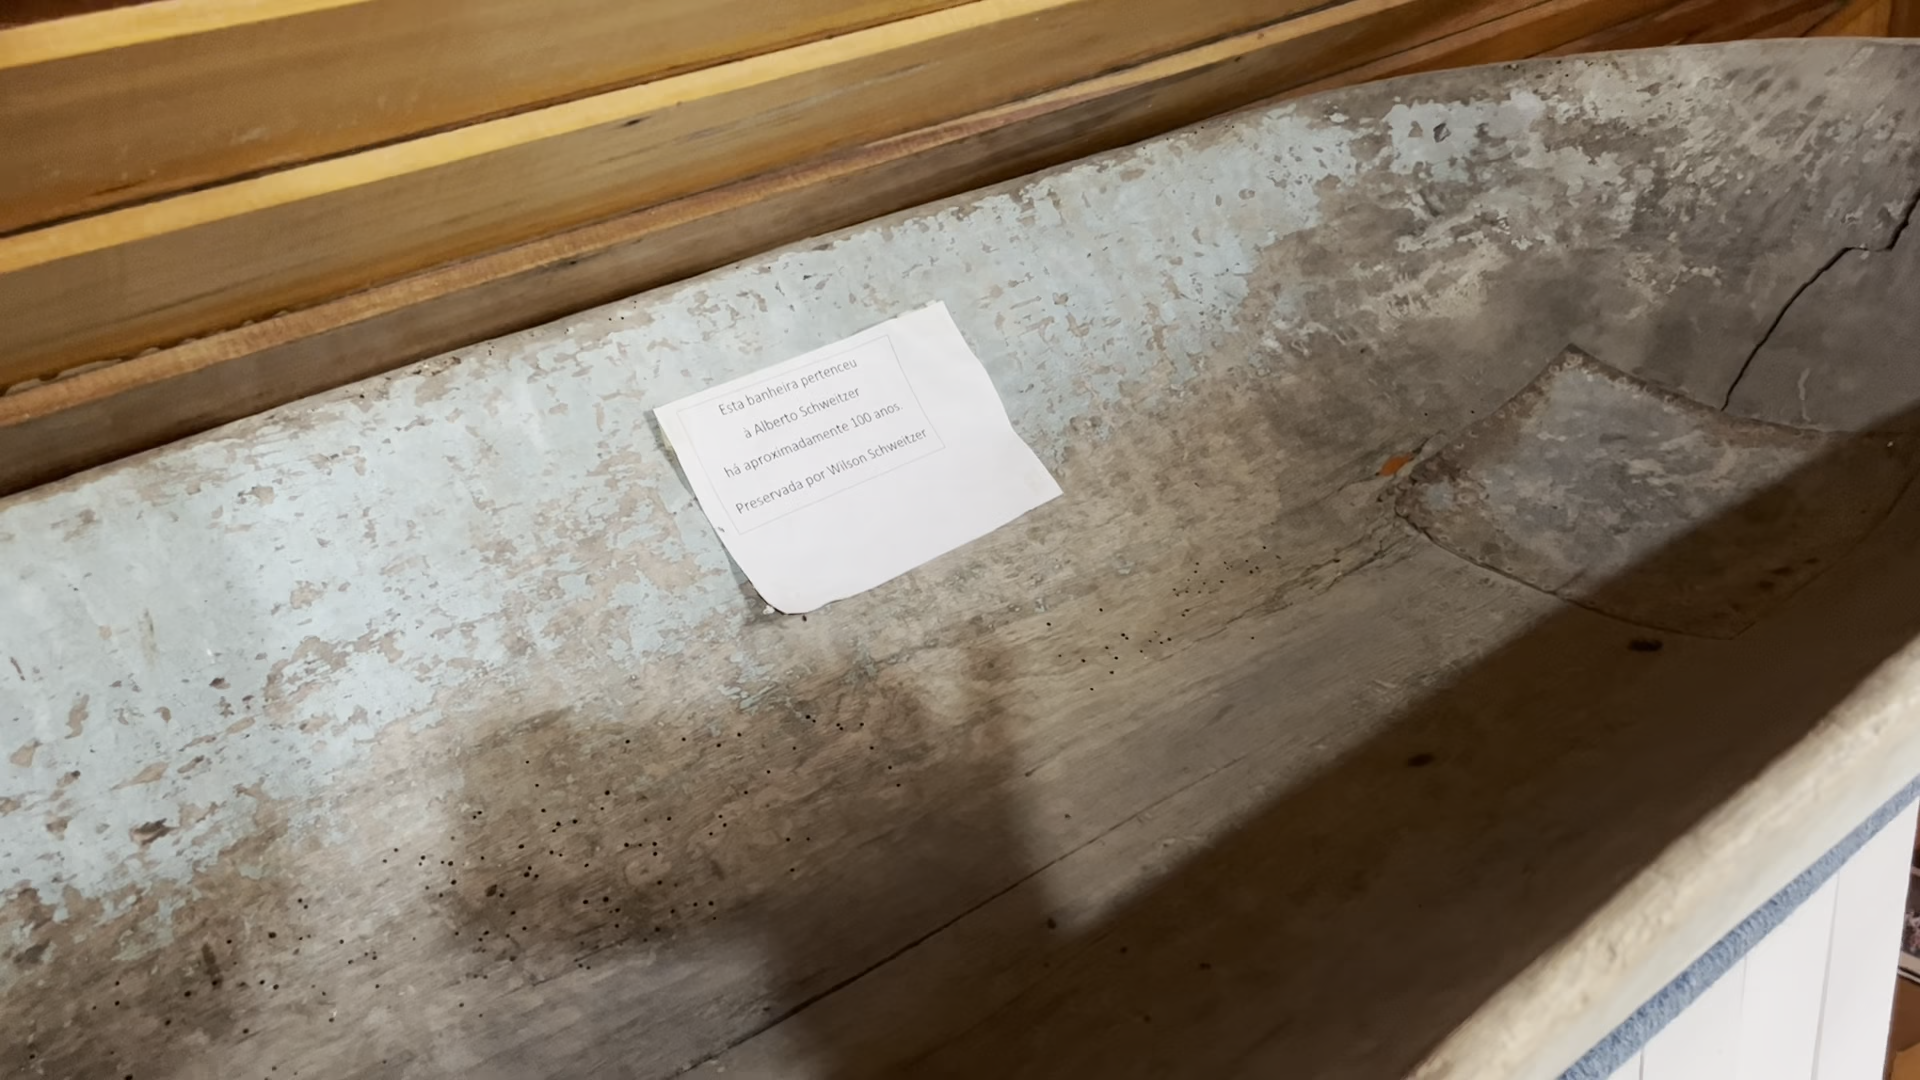 Esta banheira pertenceu
à Alberto Schweitzer
há aproximadamente 100 anos.
Preservada por Wilson Schweitzer